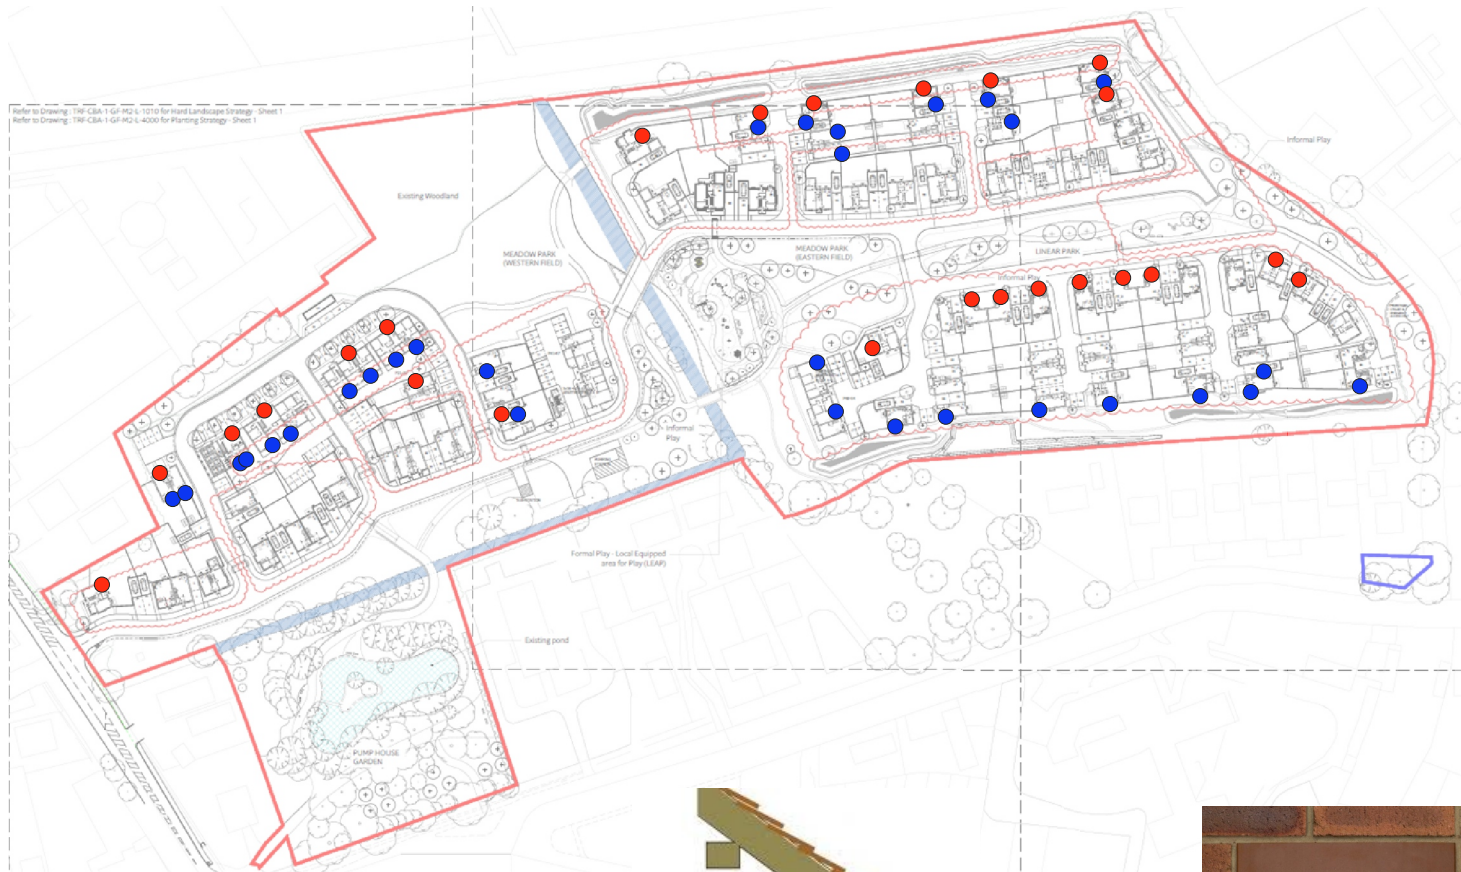 Refer to Drawing : TRF-CBA-1-GF-M2-L-1010 for Hard Landscape Strategy - Sheet 1
Refer to Drawing : TRF-CBA-1-GF-M2-L-4000 for Planting Strategy - Sheet 1
Informal Play
Existing Woodland
MEADOW PARK
(WESTERN FIELD)
MEADOW PARK
(EASTERN FIELD)
LINEAR PARK
Informal Play
Informal
Play
Formal Play - Local Equipped
area for Play (LEAP)
Existing pond
PUMP HOUSE
GARDEN